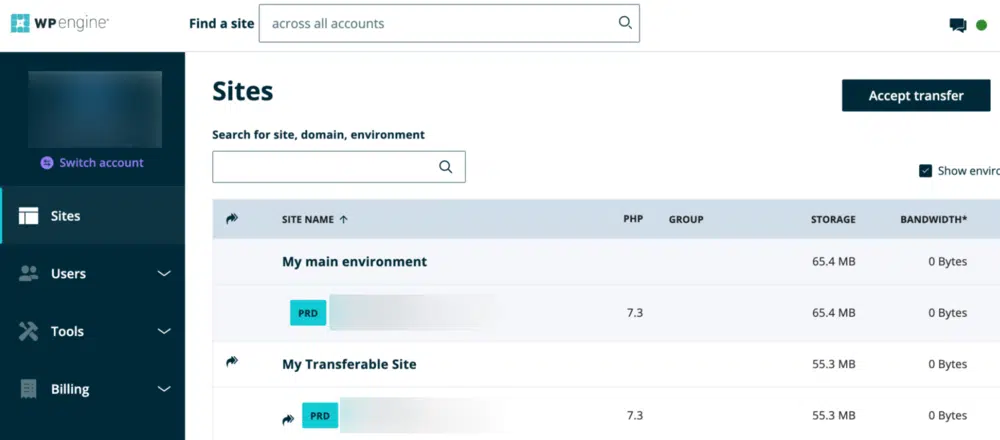 WP engine
Find a site
across all accounts
Switch account
Sites
Users
Tools
Billing
Sites
Accept transfer
Search for site, domain, environment
Show enviro
SITE NAME ↑ PHP GROUP STORAGE BANDWIDTH*
My main environment 65.4 MB 0 Bytes
PRD 7.3 65.4 MB 0 Bytes
My Transferable Site 55.3 MB 0 Bytes
PRD 7.3 55.3 MB 0 Bytes